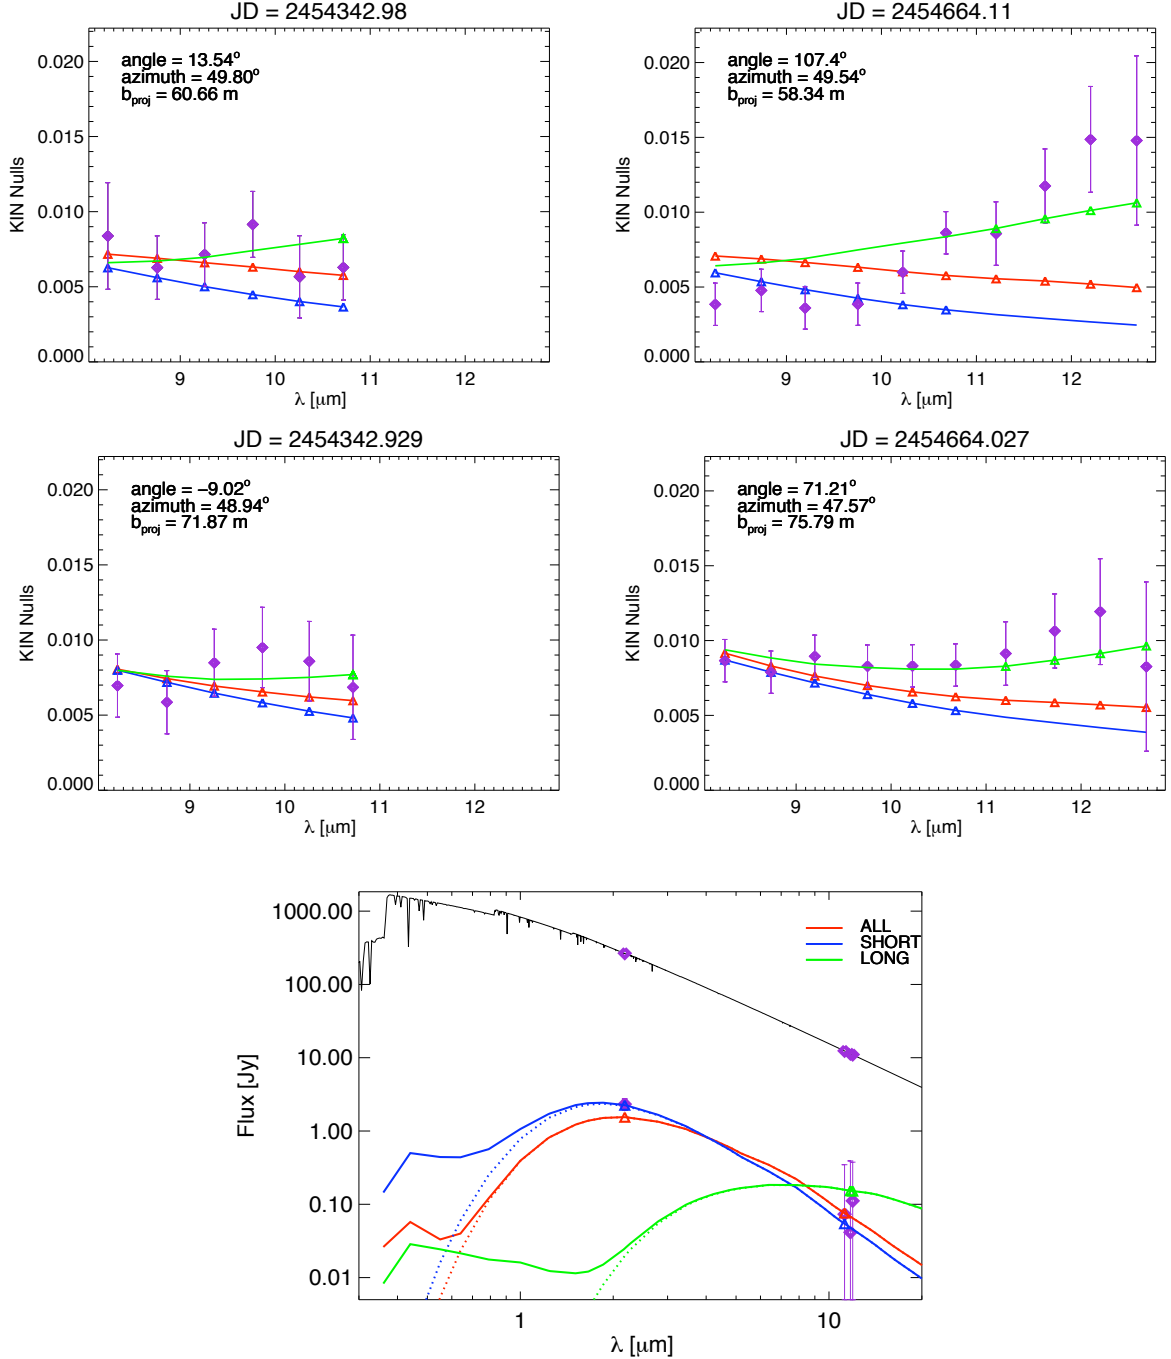 JD = 2454342.98
angle = 13.54°
azimuth = 49.80°
b_proj = 60.66 m
KIN Nulls
0.020
0.015
0.010
0.005
0.000
9 10 11 12
λ [μm]
JD = 2454664.11
angle = 107.4°
azimuth = 49.54°
b_proj = 58.34 m
KIN Nulls
0.020
0.015
0.010
0.005
0.000
9 10 11 12
λ [μm]
JD = 2454342.929
angle = −9.02°
azimuth = 48.94°
b_proj = 71.87 m
KIN Nulls
0.020
0.015
0.010
0.005
0.000
9 10 11 12
λ [μm]
JD = 2454664.027
angle = 71.21°
azimuth = 47.57°
b_proj = 75.79 m
KIN Nulls
0.020
0.015
0.010
0.005
0.000
9 10 11 12
λ [μm]
ALL
SHORT
LONG
Flux [Jy]
1000.00
100.00
10.00
1.00
0.10
0.01
1 10
λ [μm]